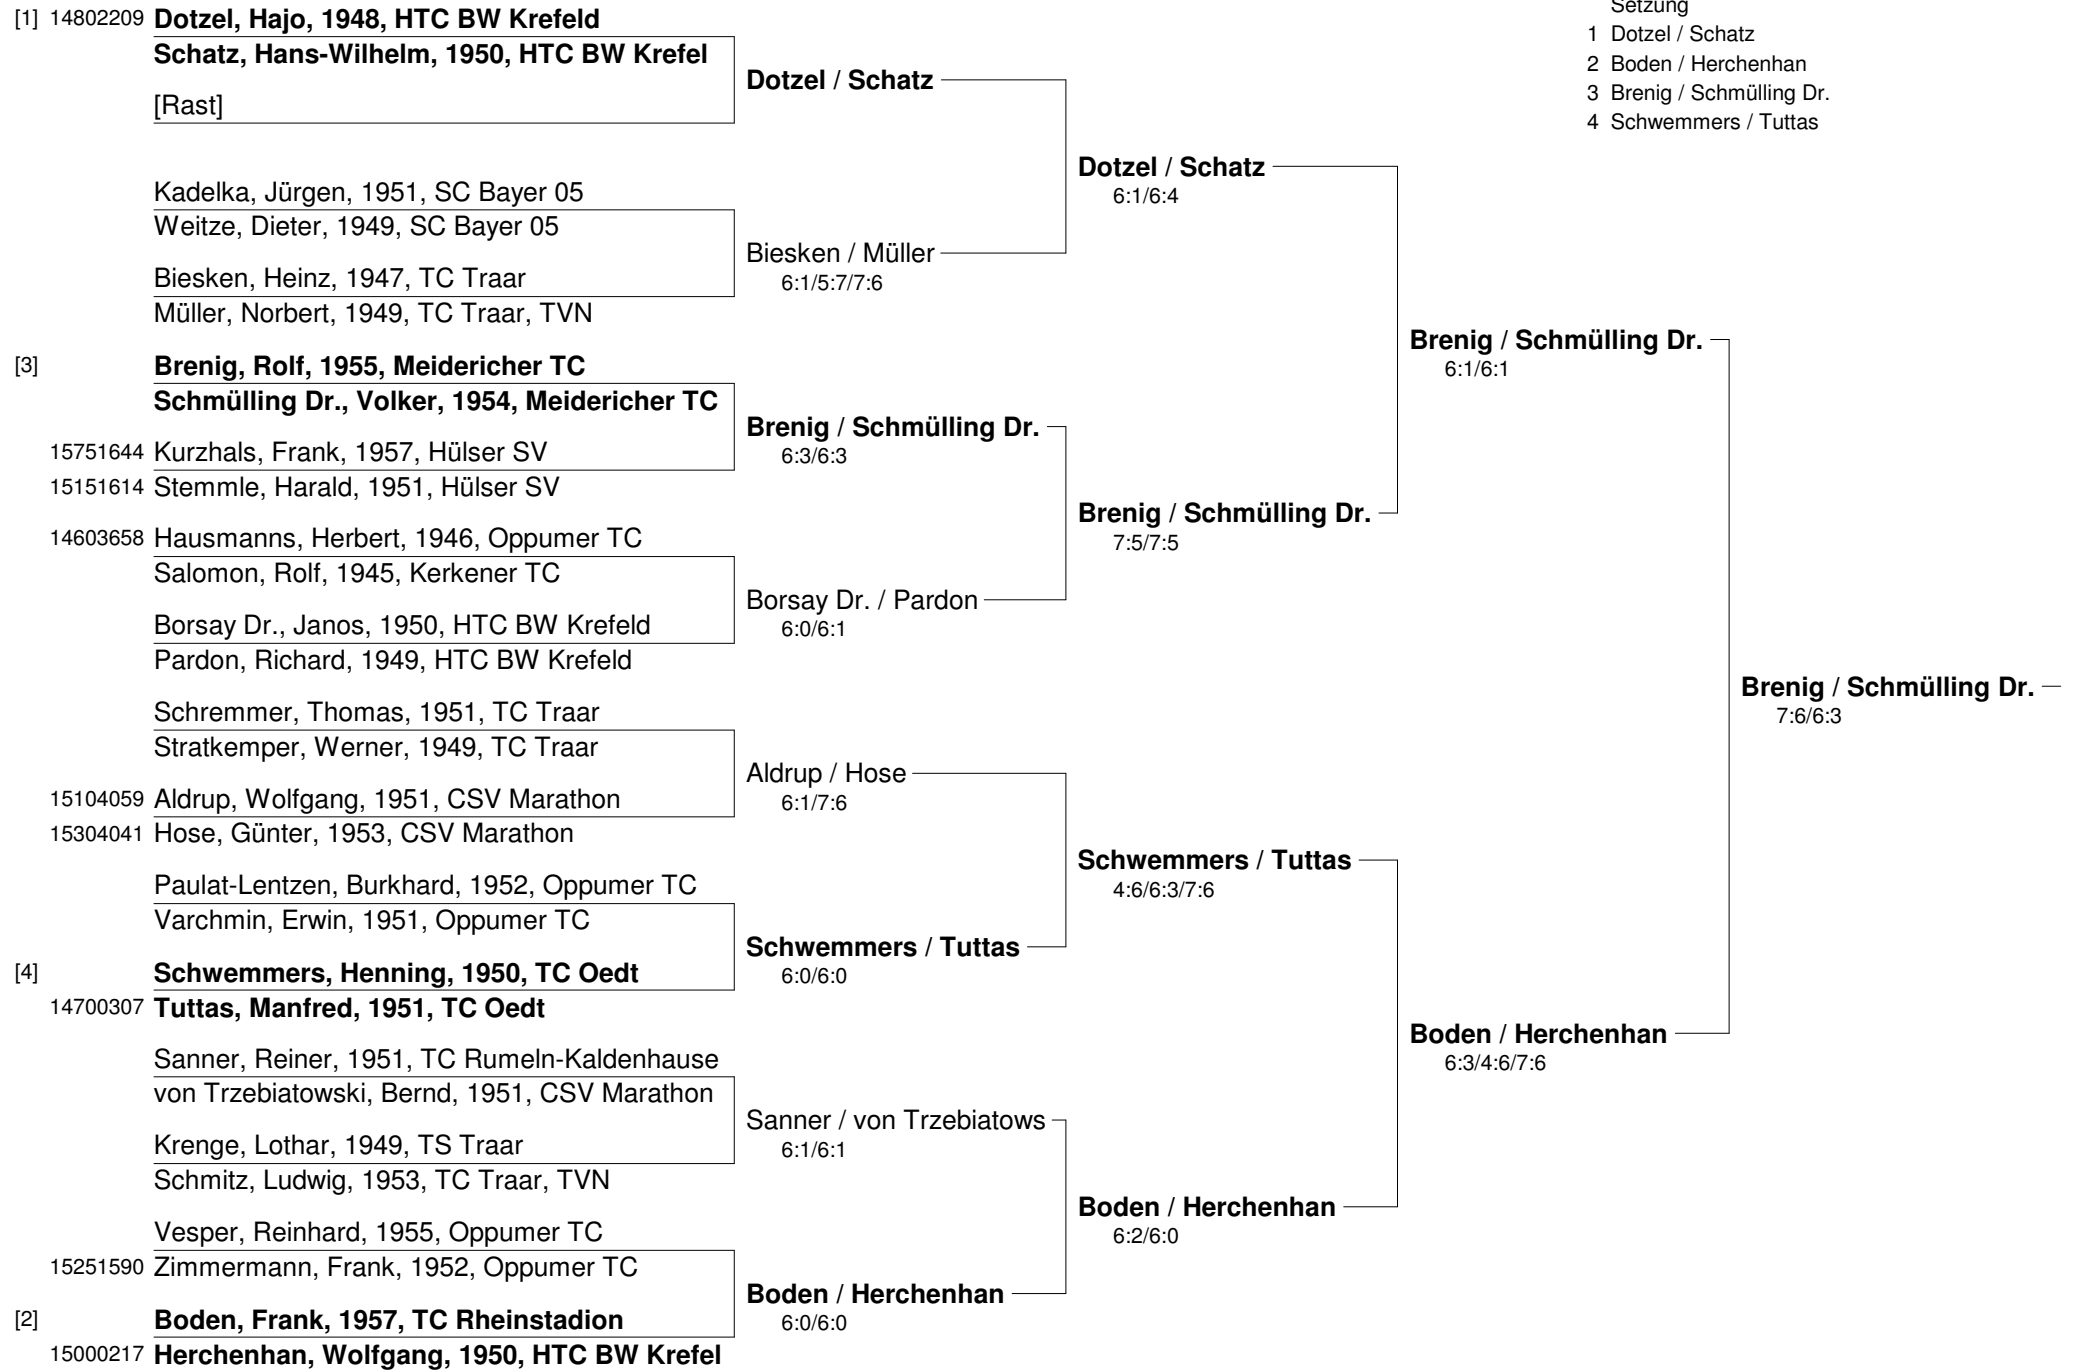 Setzung
1 Dotzel / Schatz
2 Boden / Herchenhan
3 Brenig / Schmülling Dr.
4 Schwemmers / Tuttas
[1] 14802209 Dotzel, Hajo, 1948, HTC BW Krefeld
Schatz, Hans-Wilhelm, 1950, HTC BW Krefel
[Rast]
Kadelka, Jürgen, 1951, SC Bayer 05
Weitze, Dieter, 1949, SC Bayer 05
Biesken, Heinz, 1947, TC Traar
Müller, Norbert, 1949, TC Traar, TVN
[3] Brenig, Rolf, 1955, Meidericher TC
Schmülling Dr., Volker, 1954, Meidericher TC
15751644 Kurzhals, Frank, 1957, Hülser SV
15151614 Stemmle, Harald, 1951, Hülser SV
14603658 Hausmanns, Herbert, 1946, Oppumer TC
Salomon, Rolf, 1945, Kerkener TC
Borsay Dr., Janos, 1950, HTC BW Krefeld
Pardon, Richard, 1949, HTC BW Krefeld
Schremmer, Thomas, 1951, TC Traar
Stratkemper, Werner, 1949, TC Traar
15104059 Aldrup, Wolfgang, 1951, CSV Marathon
15304041 Hose, Günter, 1953, CSV Marathon
Paulat-Lentzen, Burkhard, 1952, Oppumer TC
Varchmin, Erwin, 1951, Oppumer TC
[4] Schwemmers, Henning, 1950, TC Oedt
14700307 Tuttas, Manfred, 1951, TC Oedt
Sanner, Reiner, 1951, TC Rumeln-Kaldenhause
von Trzebiatowski, Bernd, 1951, CSV Marathon
Krenge, Lothar, 1949, TS Traar
Schmitz, Ludwig, 1953, TC Traar, TVN
Vesper, Reinhard, 1955, Oppumer TC
15251590 Zimmermann, Frank, 1952, Oppumer TC
[2] Boden, Frank, 1957, TC Rheinstadion
15000217 Herchenhan, Wolfgang, 1950, HTC BW Krefel
Dotzel / Schatz
Biesken / Müller
6:1/5:7/7:6
Brenig / Schmülling Dr.
6:3/6:3
Borsay Dr. / Pardon
6:0/6:1
Aldrup / Hose
6:1/7:6
Schwemmers / Tuttas
6:0/6:0
Sanner / von Trzebiatows
6:1/6:1
Boden / Herchenhan
6:0/6:0
Dotzel / Schatz
6:1/6:4
Brenig / Schmülling Dr.
7:5/7:5
Schwemmers / Tuttas
4:6/6:3/7:6
Boden / Herchenhan
6:2/6:0
Brenig / Schmülling Dr.
6:1/6:1
Boden / Herchenhan
6:3/4:6/7:6
Brenig / Schmülling Dr.
7:6/6:3